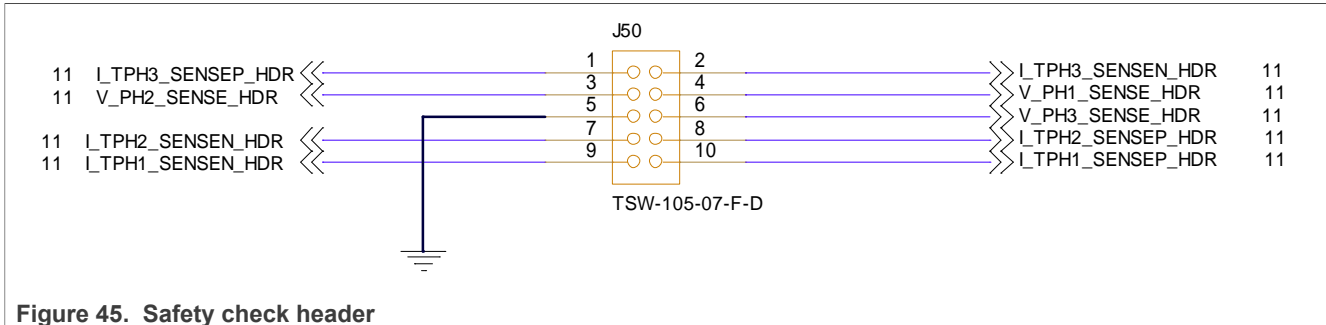 J50
1 2
11 I_TPH3_SENSEP_HDR I_TPH3_SENSEN_HDR 11
3 4
11 V_PH2_SENSE_HDR V_PH1_SENSE_HDR 11
5 6
V_PH3_SENSE_HDR 11
7 8
11 I_TPH2_SENSEN_HDR I_TPH2_SENSEP_HDR 11
9 10
11 I_TPH1_SENSEN_HDR I_TPH1_SENSEP_HDR 11
TSW-105-07-F-D
Figure 45. Safety check header